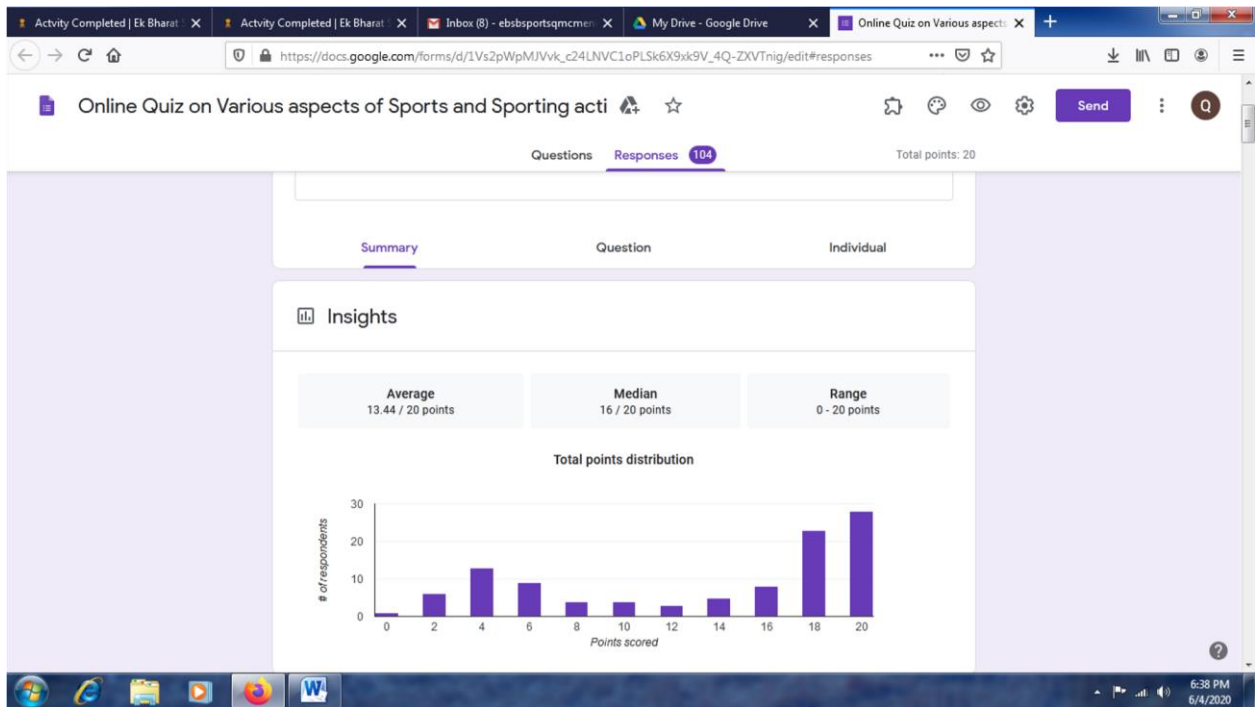 Actvity Completed | Ek Bharat S
Actvity Completed | Ek Bharat S
Inbox (8) - ebsbsportsqmcmen
My Drive - Google Drive
Online Quiz on Various aspects
https://docs.google.com/forms/d/1Vs2pWpMJVvk_c24LNVC1oPLSk6X9xk9V_4Q-ZXVTnig/edit#responses
Online Quiz on Various aspects of Sports and Sporting acti
Send
Q
Questions
Responses 104
Total points: 20
Summary
Question
Individual
Insights
Average
13.44 / 20 points
Median
16 / 20 points
Range
0 - 20 points
Total points distribution
# of respondents
30
20
10
0
0 2 4 6 8 10 12 14 16 18 20
Points scored
6:38 PM
6/4/2020